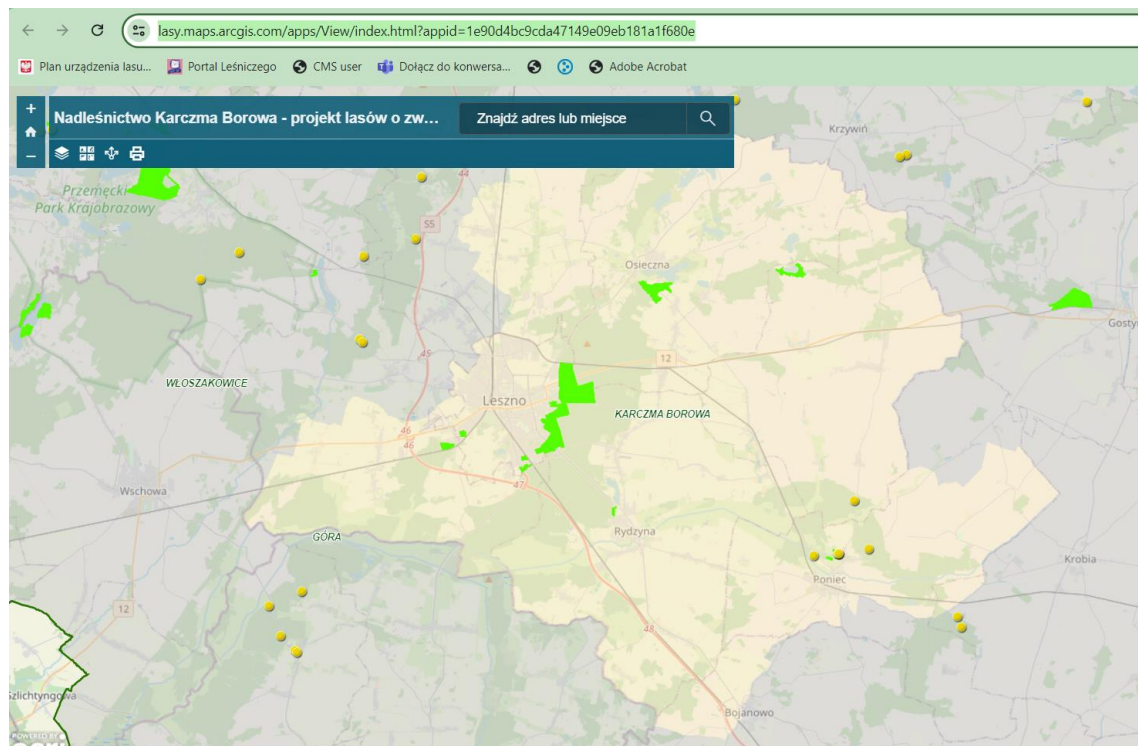 lasy.maps.arcgis.com/apps/View/index.html?appid=1e90d4bc9cda47149e09eb181a1f680e
Plan urządzenia lasu... Portal Leśniczego CMS user Dołącz do konwersa... Adobe Acrobat
+
Nadleśnictwo Karczma Borowa - projekt lasów o zw... Znajdź adres lub miejsce
−
Krzywiń
44
Przemęcki
Park Krajobrazowy
S5
Osieczna
Gostyń
45
12
WŁOSZAKOWICE
Leszno
KARCZMA BOROWA
46
46
47
Wschowa
Rydzyna
GÓRA
Krobia
Poniec
12
48
Szlichtyngowa
Bojanowo
POWERED BY
esri